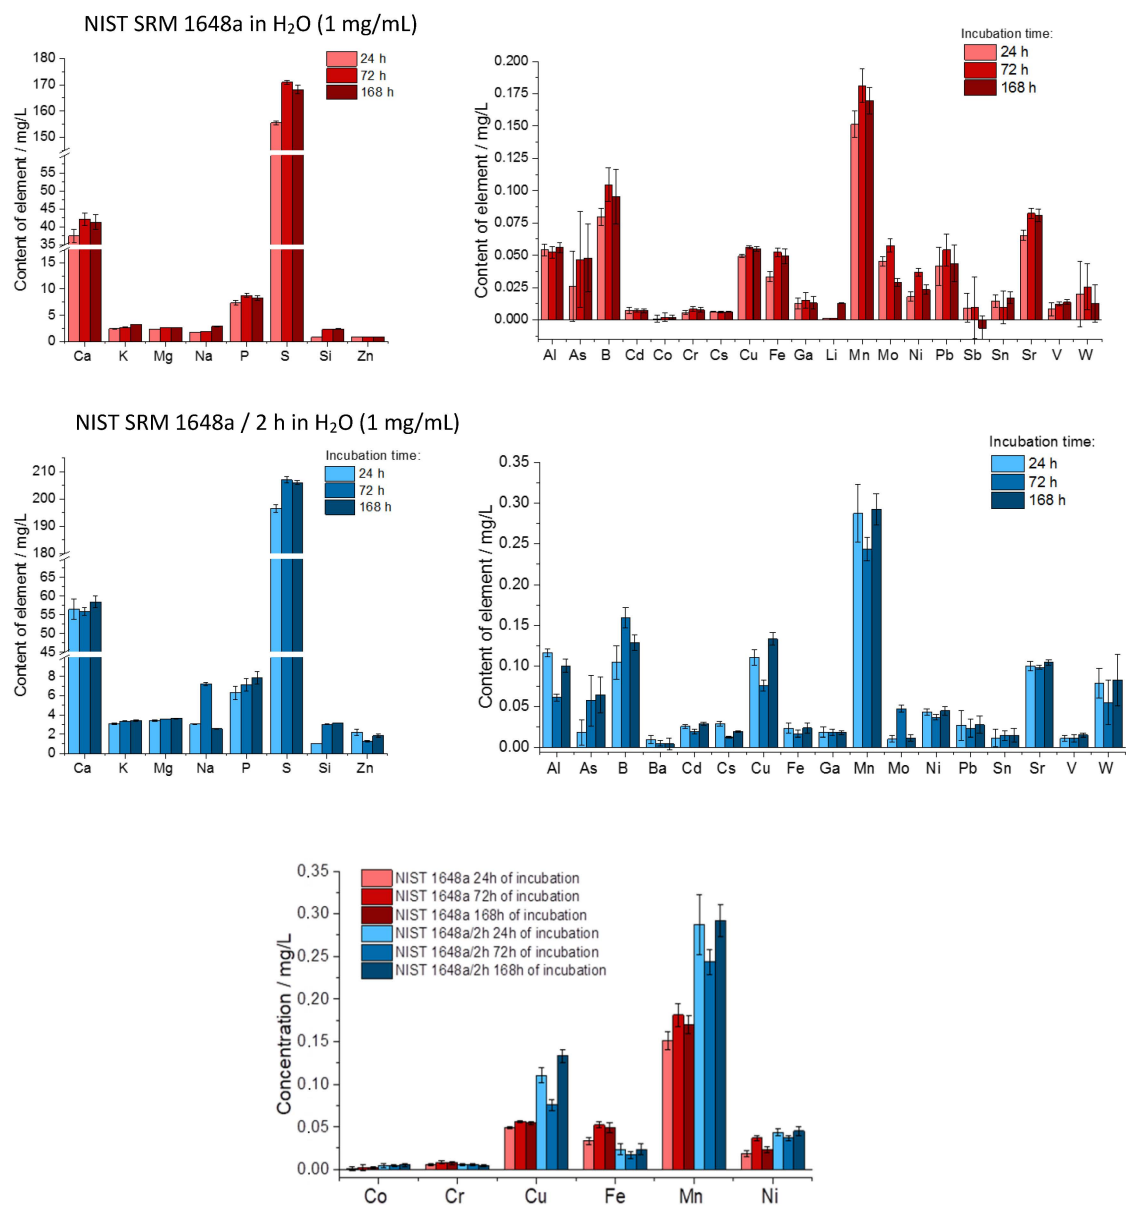 NIST SRM 1648a in H₂O (1 mg/mL)
24 h
72 h
168 h
Content of element / mg/L
180
170
160
150
55
50
45
40
35
15
10
5
0
Ca K Mg Na P S Si Zn
Incubation time:
24 h
72 h
168 h
Content of element / mg/L
0.200
0.175
0.150
0.125
0.100
0.075
0.050
0.025
0.000
Al As B Cd Co Cr Cs Cu Fe Ga Li Mn Mo Ni Pb Sb Sn Sr V W
NIST SRM 1648a / 2 h in H₂O (1 mg/mL)
Incubation time:
24 h
72 h
168 h
Content of element / mg/L
210
200
190
180
65
60
55
50
45
8
6
4
2
0
Ca K Mg Na P S Si Zn
Incubation time:
24 h
72 h
168 h
Content of element / mg/L
0.35
0.30
0.25
0.20
0.15
0.10
0.05
0.00
Al As B Ba Cd Cs Cu Fe Ga Mn Mo Ni Pb Sn Sr V W
NIST 1648a 24h of incubation
NIST 1648a 72h of incubation
NIST 1648a 168h of incubation
NIST 1648a/2h 24h of incubation
NIST 1648a/2h 72h of incubation
NIST 1648a/2h 168h of incubation
Concentration / mg/L
0.35
0.30
0.25
0.20
0.15
0.10
0.05
0.00
Co Cr Cu Fe Mn Ni